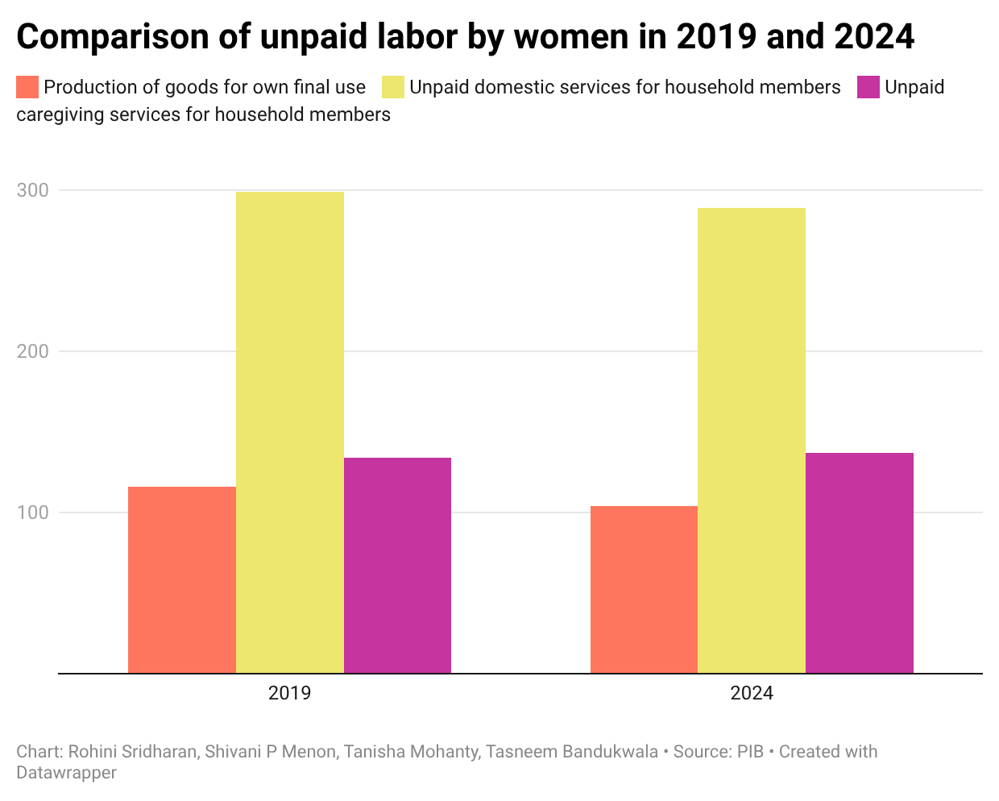 Comparison of unpaid labor by women in 2019 and 2024
Production of goods for own final use Unpaid domestic services for household members Unpaid
caregiving services for household members
300
200
100
2019 2024
Chart: Rohini Sridharan, Shivani P Menon, Tanisha Mohanty, Tasneem Bandukwala • Source: PIB • Created with
Datawrapper